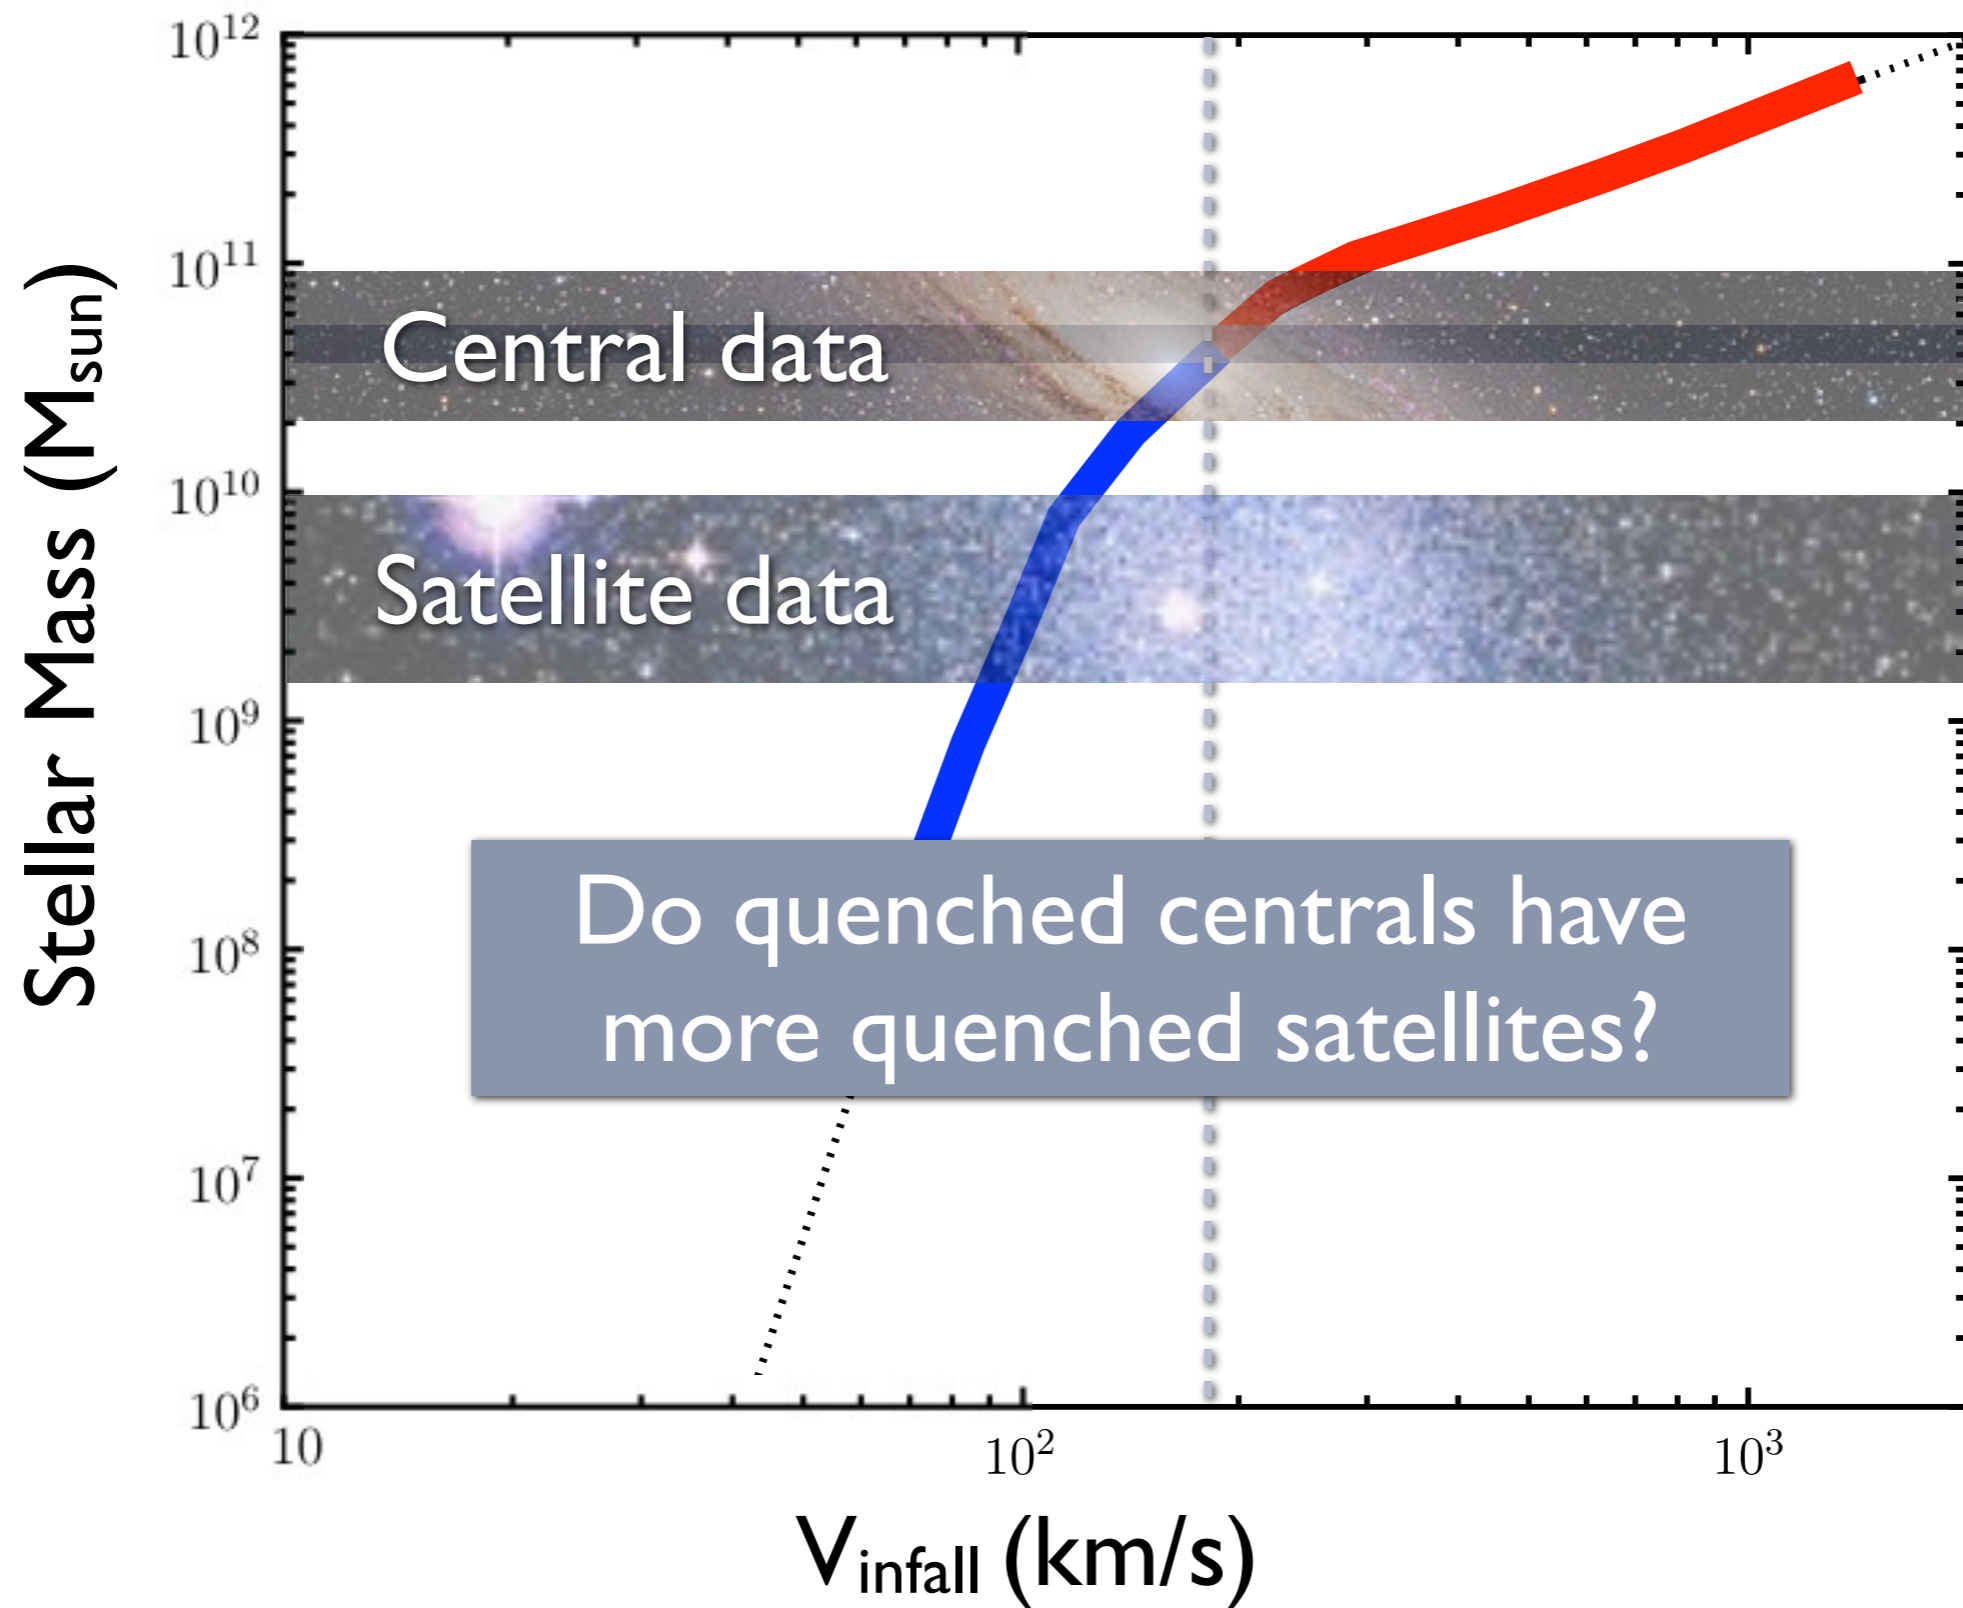 10¹²
10¹¹
10¹⁰
10⁹
10⁸
10⁷
10⁶
Stellar Mass (Msun)
Central data
Satellite data
Do quenched centrals have
more quenched satellites?
10
10²
10³
Vinfall (km/s)